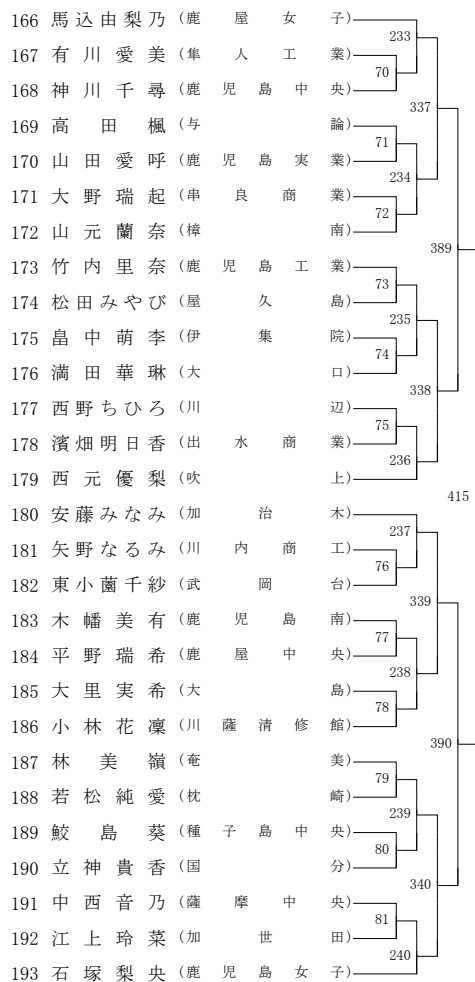 166 馬込由梨乃 (鹿屋女子)
233
167 有川愛美 (隼人工業)
70
168 神川千尋 (鹿児島中央)
337
169 高田楓 (与論)
71
170 山田愛呼 (鹿児島実業)
234
171 大野瑞起 (串良商業)
72
172 山元蘭奈 (樟南)
389
173 竹内里奈 (鹿児島工業)
73
174 松田みやび (屋久島)
235
175 畠中萌李 (伊集院)
74
176 満田華琳 (大口)
338
177 西野ちひろ (川辺)
75
178 濱畑明日香 (出水商業)
236
179 西元優梨 (吹上)
415
180 安藤みなみ (加治木)
237
181 矢野なるみ (川内商工)
76
182 東小薗千紗 (武岡台)
339
183 木幡美有 (鹿児島南)
77
184 平野瑞希 (鹿屋中央)
238
185 大里実希 (大島)
78
186 小林花凜 (川薩清修館)
390
187 林美嶺 (奄美)
79
188 若松純愛 (枕崎)
239
189 鮫島葵 (種子島中央)
80
190 立神貴香 (国分)
340
191 中西音乃 (薩摩中央)
81
192 江上玲菜 (加世田)
240
193 石塚梨央 (鹿児島女子)